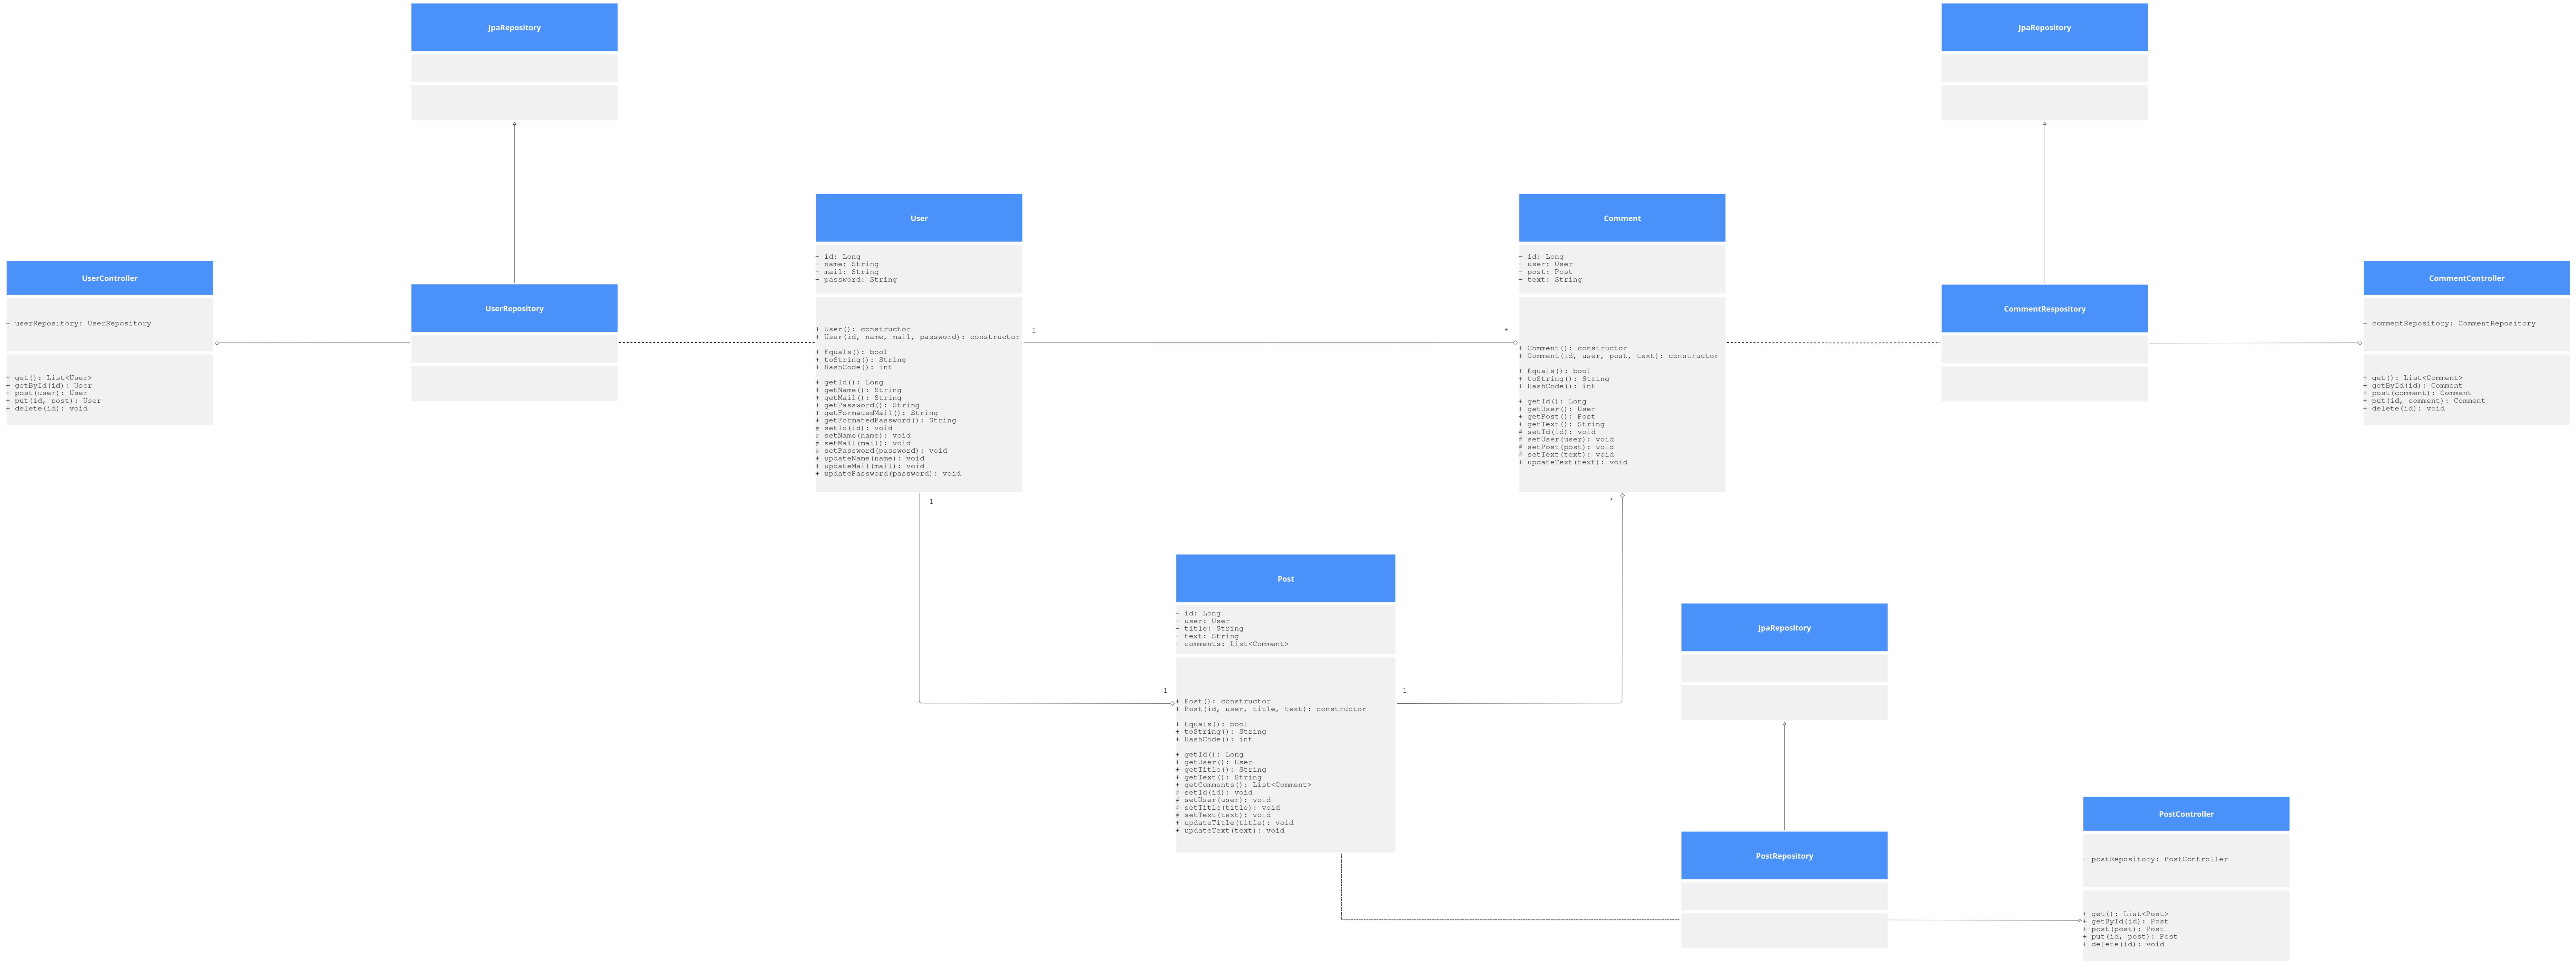 JpaRepository
JpaRepository
User
- id: Long
- name: String
- mail: String
- password: String
+ User(): constructor
+ User(id, name, mail, password): constructor
+ Equals(): bool
+ toString(): String
+ HashCode(): int
+ getId(): Long
+ getName(): String
+ getMail(): String
+ getPassword(): String
+ getFormatedMail(): String
+ getFormatedPassword(): String
# setId(id): void
# setName(name): void
# setMail(mail): void
# setPassword(password): void
+ updateName(name): void
+ updateMail(mail): void
+ updatePassword(password): void
Comment
- id: Long
- user: User
- post: Post
- text: String
+ Comment(): constructor
+ Comment(id, user, post, text): constructor
+ Equals(): bool
+ toString(): String
+ HashCode(): int
+ getId(): Long
+ getUser(): User
+ getPost(): Post
+ getText(): String
# setId(id): void
# setUser(user): void
# setPost(post): void
# setText(text): void
+ updateText(text): void
UserController
- userRepository: UserRepository
+ get(): List<User>
+ getById(id): User
+ post(user): User
+ put(id, post): User
+ delete(id): void
UserRepository
1
*
CommentRespository
CommentController
- commentRepository: CommentRepository
+ get(): List<Comment>
+ getById(id): Comment
+ post(comment): Comment
+ put(id, comment): Comment
+ delete(id): void
1
*
Post
- id: Long
- user: User
- title: String
- text: String
- comments: List<Comment>
+ Post(): constructor
+ Post(id, user, title, text): constructor
+ Equals(): bool
+ toString(): String
+ HashCode(): int
+ getId(): Long
+ getUser(): User
+ getTitle(): String
+ getText(): String
+ getComments(): List<Comment>
# setId(id): void
# setUser(user): void
# setTitle(title): void
# setText(text): void
+ updateTitle(title): void
+ updateText(text): void
1
1
JpaRepository
PostRepository
PostController
- postRepository: PostController
+ get(): List<Post>
+ getById(id): Post
+ post(post): Post
+ put(id, post): Post
+ delete(id): void